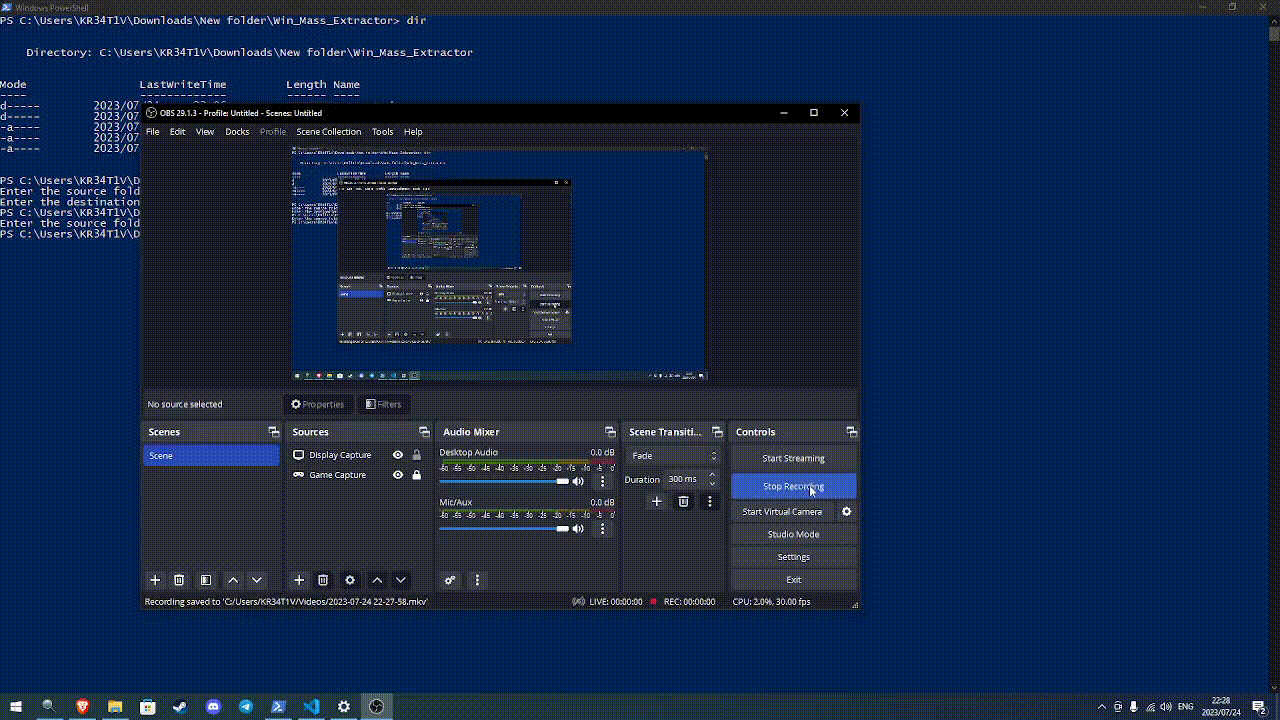 Windows PowerShell
PS C:\Users\KR34T1V\Downloads\New folder\Win_Mass_Extractor> dir
Directory: C:\Users\KR34T1V\Downloads\New folder\Win_Mass_Extractor
Mode LastWriteTime Length Name
---- ------------- ------ ----
d----- 2023/07
d----- 2023/07
-a---- 2023/07
-a---- 2023/07
-a---- 2023/07
PS C:\Users\KR34T1V\D
Enter the source fold
Enter the destination
PS C:\Users\KR34T1V\D
Enter the source fold
PS C:\Users\KR34T1V\D
OBS 29.1.3 - Profile: Untitled - Scenes: Untitled
File Edit View Docks Profile Scene Collection Tools Help
No source selected Properties Filters
Scenes Sources Audio Mixer Scene Transiti... Controls
Scene
Display Capture
Game Capture
Desktop Audio 0.0 dB
-60 -55 -50 -45 -40 -35 -30 -25 -20 -15 -10 -5 0
Mic/Aux 0.0 dB
-60 -55 -50 -45 -40 -35 -30 -25 -20 -15 -10 -5 0
Fade
Duration 300 ms
Start Streaming
Stop Recording
Start Virtual Camera
Studio Mode
Settings
Exit
Recording saved to 'C:/Users/KR34T1V/Videos/2023-07-24 22-27-58.mkv' LIVE: 00:00:00 REC: 00:00:00 CPU: 2.0%, 30.00 fps
ENG
22:28
2023/07/24
2